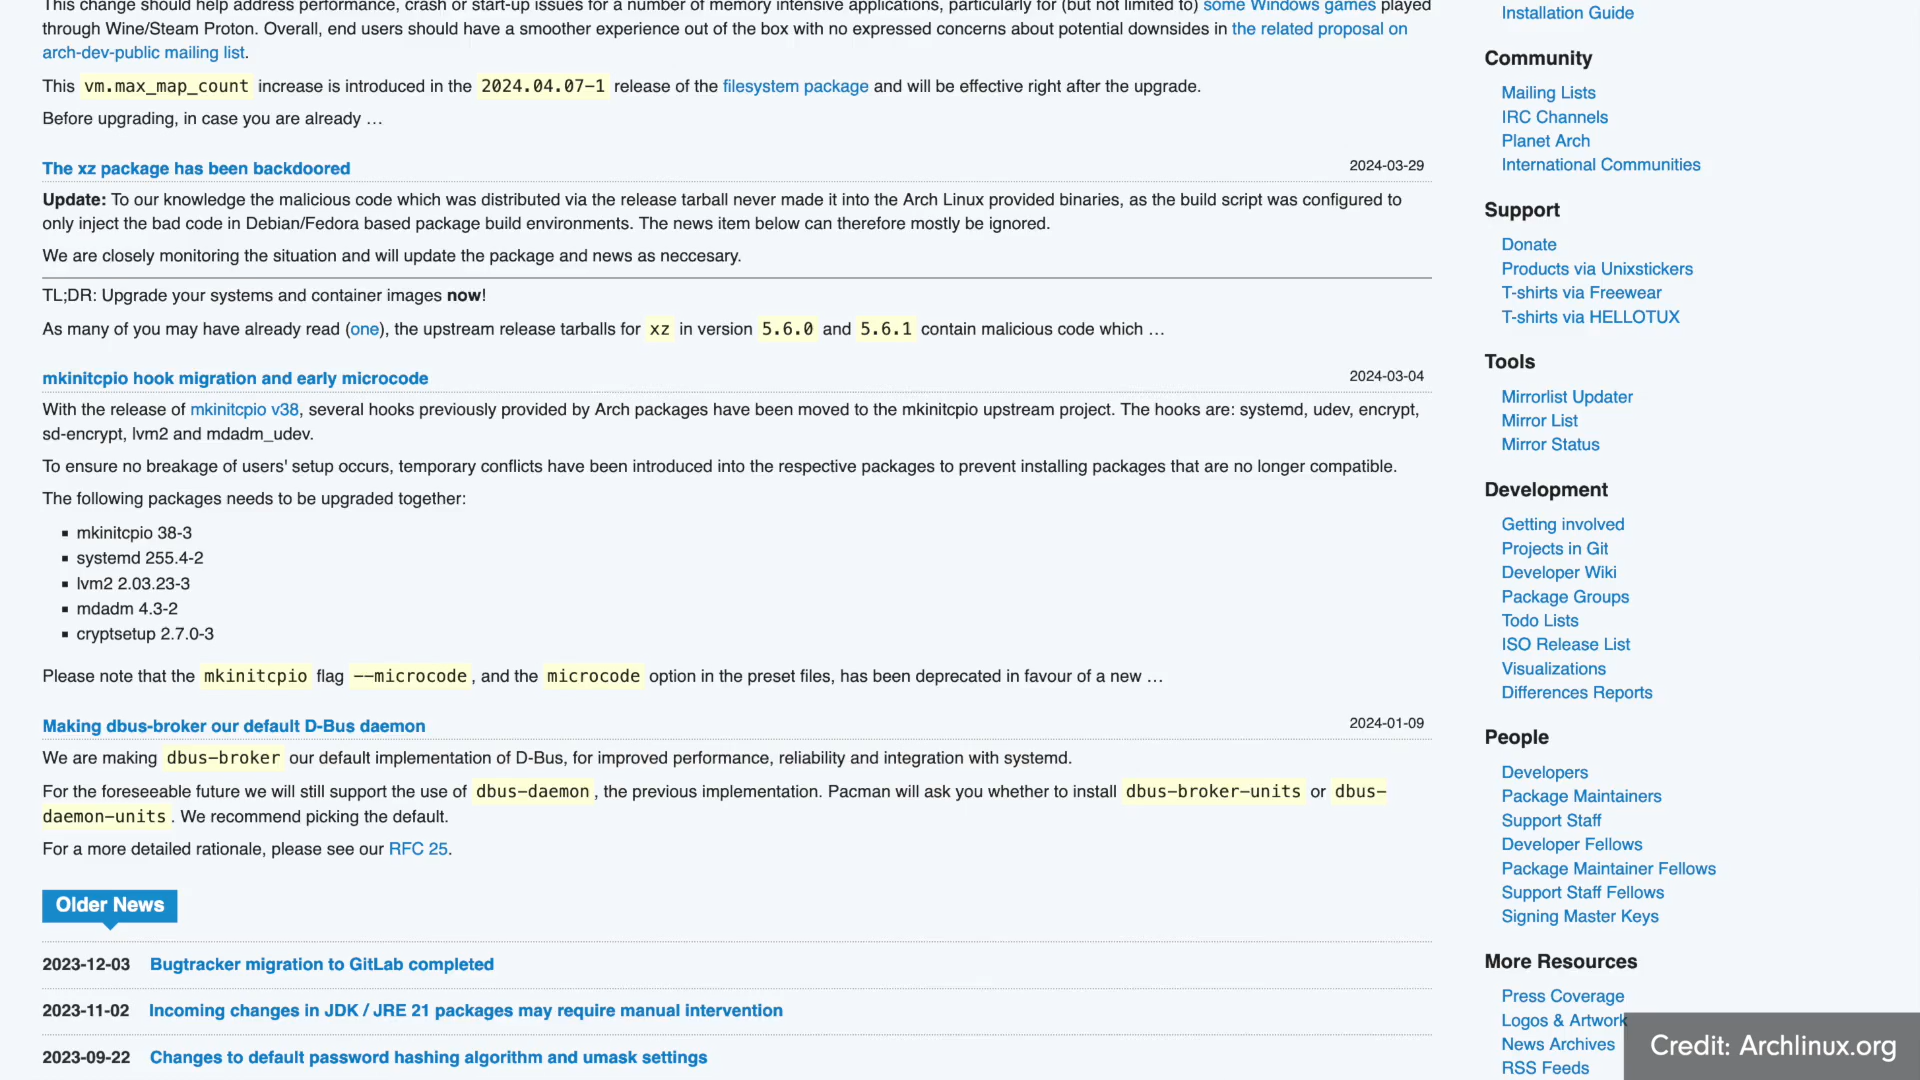 This change should help address performance, crash or start-up issues for a number of memory intensive applications, particularly for (but not limited to) some Windows games played
through Wine/Steam Proton. Overall, end users should have a smoother experience out of the box with no expressed concerns about potential downsides in the related proposal on
arch-dev-public mailing list.
This vm.max_map_count increase is introduced in the 2024.04.07-1 release of the filesystem package and will be effective right after the upgrade.
Before upgrading, in case you are already …
The xz package has been backdoored 2024-03-29
Update: To our knowledge the malicious code which was distributed via the release tarball never made it into the Arch Linux provided binaries, as the build script was configured to
only inject the bad code in Debian/Fedora based package build environments. The news item below can therefore mostly be ignored.
We are closely monitoring the situation and will update the package and news as neccesary.
TL;DR: Upgrade your systems and container images now!
As many of you may have already read (one), the upstream release tarballs for xz in version 5.6.0 and 5.6.1 contain malicious code which …
mkinitcpio hook migration and early microcode 2024-03-04
With the release of mkinitcpio v38, several hooks previously provided by Arch packages have been moved to the mkinitcpio upstream project. The hooks are: systemd, udev, encrypt,
sd-encrypt, lvm2 and mdadm_udev.
To ensure no breakage of users' setup occurs, temporary conflicts have been introduced into the respective packages to prevent installing packages that are no longer compatible.
The following packages needs to be upgraded together:
▪ mkinitcpio 38-3
▪ systemd 255.4-2
▪ lvm2 2.03.23-3
▪ mdadm 4.3-2
▪ cryptsetup 2.7.0-3
Please note that the mkinitcpio flag --microcode, and the microcode option in the preset files, has been deprecated in favour of a new …
Making dbus-broker our default D-Bus daemon 2024-01-09
We are making dbus-broker our default implementation of D-Bus, for improved performance, reliability and integration with systemd.
For the foreseeable future we will still support the use of dbus-daemon, the previous implementation. Pacman will ask you whether to install dbus-broker-units or dbus-
daemon-units. We recommend picking the default.
For a more detailed rationale, please see our RFC 25.
Older News
2023-12-03 Bugtracker migration to GitLab completed
2023-11-02 Incoming changes in JDK / JRE 21 packages may require manual intervention
2023-09-22 Changes to default password hashing algorithm and umask settings
Installation Guide
Community
Mailing Lists
IRC Channels
Planet Arch
International Communities
Support
Donate
Products via Unixstickers
T-shirts via Freewear
T-shirts via HELLOTUX
Tools
Mirrorlist Updater
Mirror List
Mirror Status
Development
Getting involved
Projects in Git
Developer Wiki
Package Groups
Todo Lists
ISO Release List
Visualizations
Differences Reports
People
Developers
Package Maintainers
Support Staff
Developer Fellows
Package Maintainer Fellows
Support Staff Fellows
Signing Master Keys
More Resources
Press Coverage
Logos & Artwork
News Archives
RSS Feeds
Credit: Archlinux.org